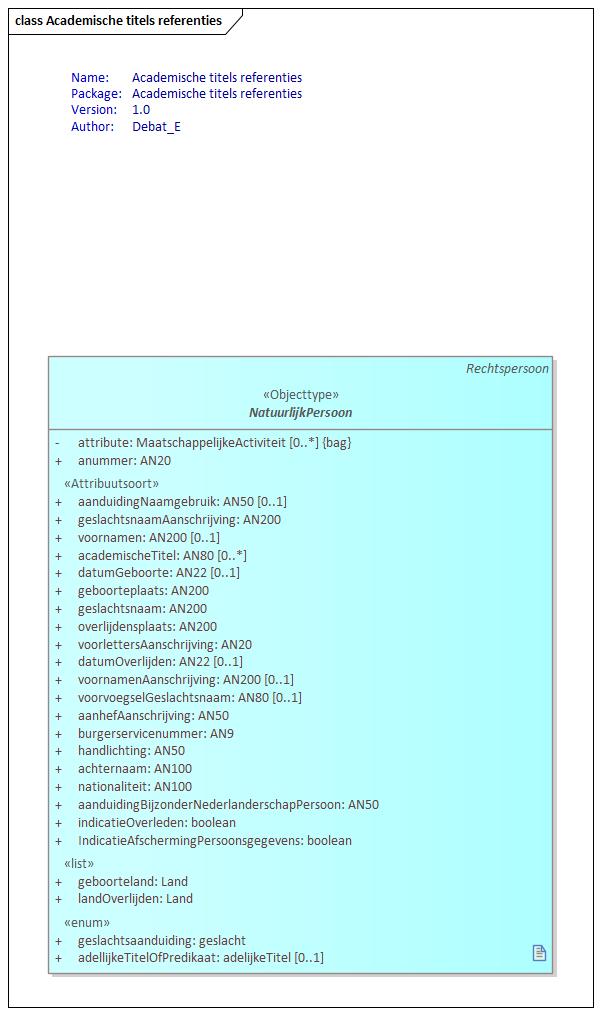 class Academische titels referenties
Name: Academische titels referenties
Package: Academische titels referenties
Version: 1.0
Author: Debat_E
Rechtspersoon
«Objecttype»
NatuurlijkPersoon
- attribute: MaatschappelijkeActiviteit [0..*] {bag}
+ anummer: AN20
«Attribuutsoort»
+ aanduidingNaamgebruik: AN50 [0..1]
+ geslachtsnaamAanschrijving: AN200
+ voornamen: AN200 [0..1]
+ academischeTitel: AN80 [0..*]
+ datumGeboorte: AN22 [0..1]
+ geboorteplaats: AN200
+ geslachtsnaam: AN200
+ overlijdensplaats: AN200
+ voorlettersAanschrijving: AN20
+ datumOverlijden: AN22 [0..1]
+ voornamenAanschrijving: AN200 [0..1]
+ voorvoegselGeslachtsnaam: AN80 [0..1]
+ aanhefAanschrijving: AN50
+ burgerservicenummer: AN9
+ handlichting: AN50
+ achternaam: AN100
+ nationaliteit: AN100
+ aanduidingBijzonderNederlanderschapPersoon: AN50
+ indicatieOverleden: boolean
+ IndicatieAfschermingPersoonsgegevens: boolean
«list»
+ geboorteland: Land
+ landOverlijden: Land
«enum»
+ geslachtsaanduiding: geslacht
+ adellijkeTitelOfPredikaat: adelijkeTitel [0..1]